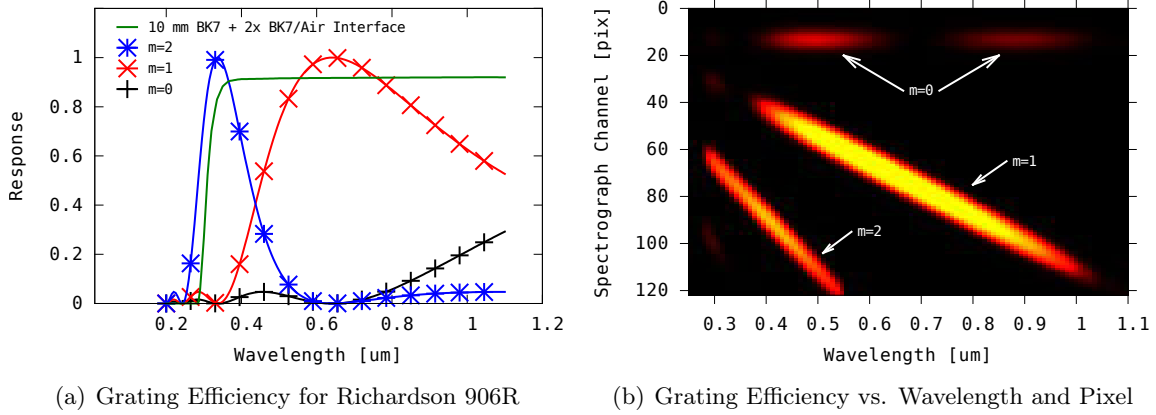 10 mm BK7 + 2x BK7/Air Interface
m=2
m=1
m=0
Response
1
0.8
0.6
0.4
0.2
0
0.2
0.4
0.6
0.8
1
1.2
Wavelength [um]
(a) Grating Efficiency for Richardson 906R
Spectrograph Channel [pix]
0
20
40
60
80
100
120
m=0
m=1
m=2
0.3
0.4
0.5
0.6
0.7
0.8
0.9
1
1.1
Wavelength [um]
(b) Grating Efficiency vs. Wavelength and Pixel